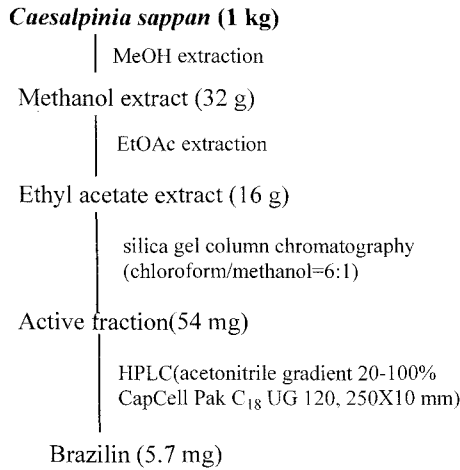 Caesalpinia sappan (1 kg)
MeOH extraction
Methanol extract (32 g)
EtOAc extraction
Ethyl acetate extract (16 g)
silica gel column chromatography
(chloroform/methanol=6:1)
Active fraction(54 mg)
HPLC(acetonitrile gradient 20-100%
CapCell Pak C₁₈ UG 120, 250X10 mm)
Brazilin (5.7 mg)